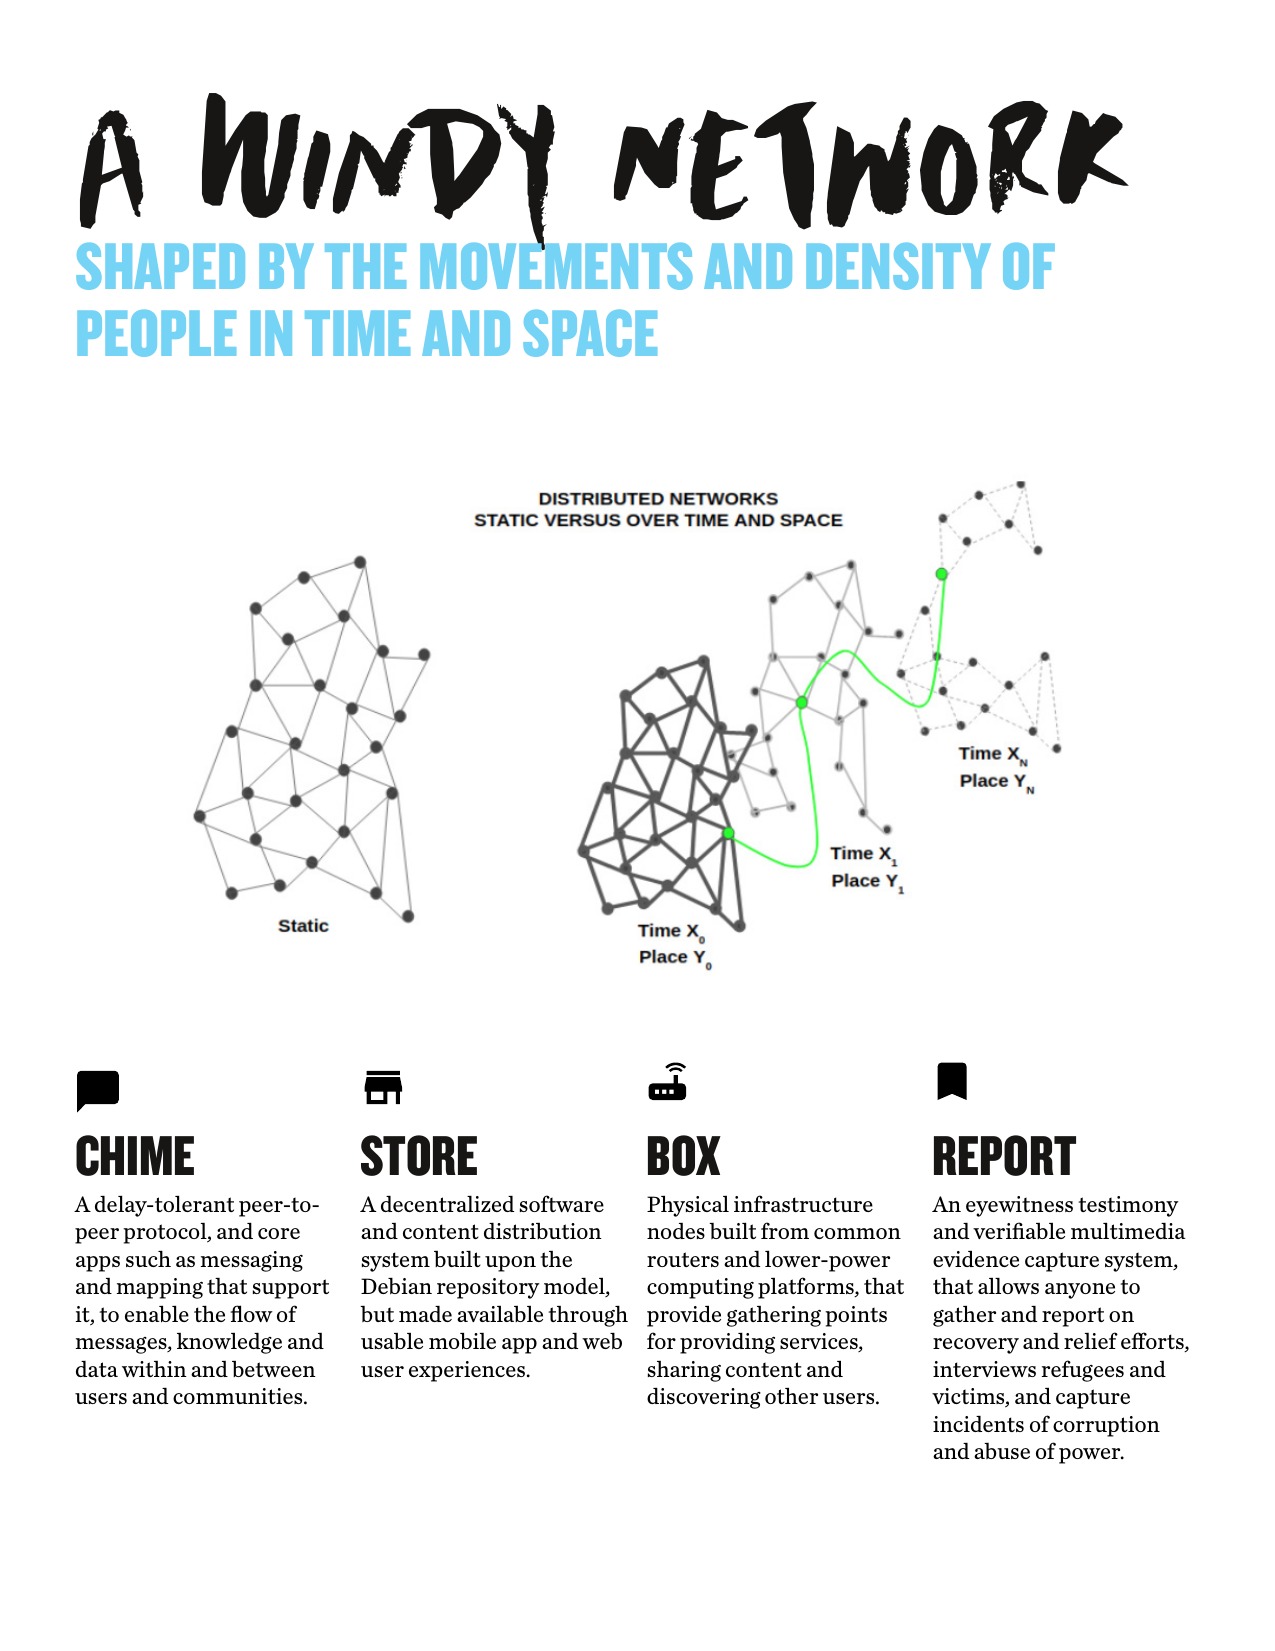 A WINDY NETWORK
SHAPED BY THE MOVEMENTS AND DENSITY OF
PEOPLE IN TIME AND SPACE
DISTRIBUTED NETWORKS
STATIC VERSUS OVER TIME AND SPACE
Static
Time X0
Place Y0
Time X1
Place Y1
Time XN
Place YN
CHIME
A delay-tolerant peer-to-
peer protocol, and core
apps such as messaging
and mapping that support
it, to enable the flow of
messages, knowledge and
data within and between
users and communities.
STORE
A decentralized software
and content distribution
system built upon the
Debian repository model,
but made available through
usable mobile app and web
user experiences.
BOX
Physical infrastructure
nodes built from common
routers and lower-power
computing platforms, that
provide gathering points
for providing services,
sharing content and
discovering other users.
REPORT
An eyewitness testimony
and verifiable multimedia
evidence capture system,
that allows anyone to
gather and report on
recovery and relief efforts,
interviews refugees and
victims, and capture
incidents of corruption
and abuse of power.